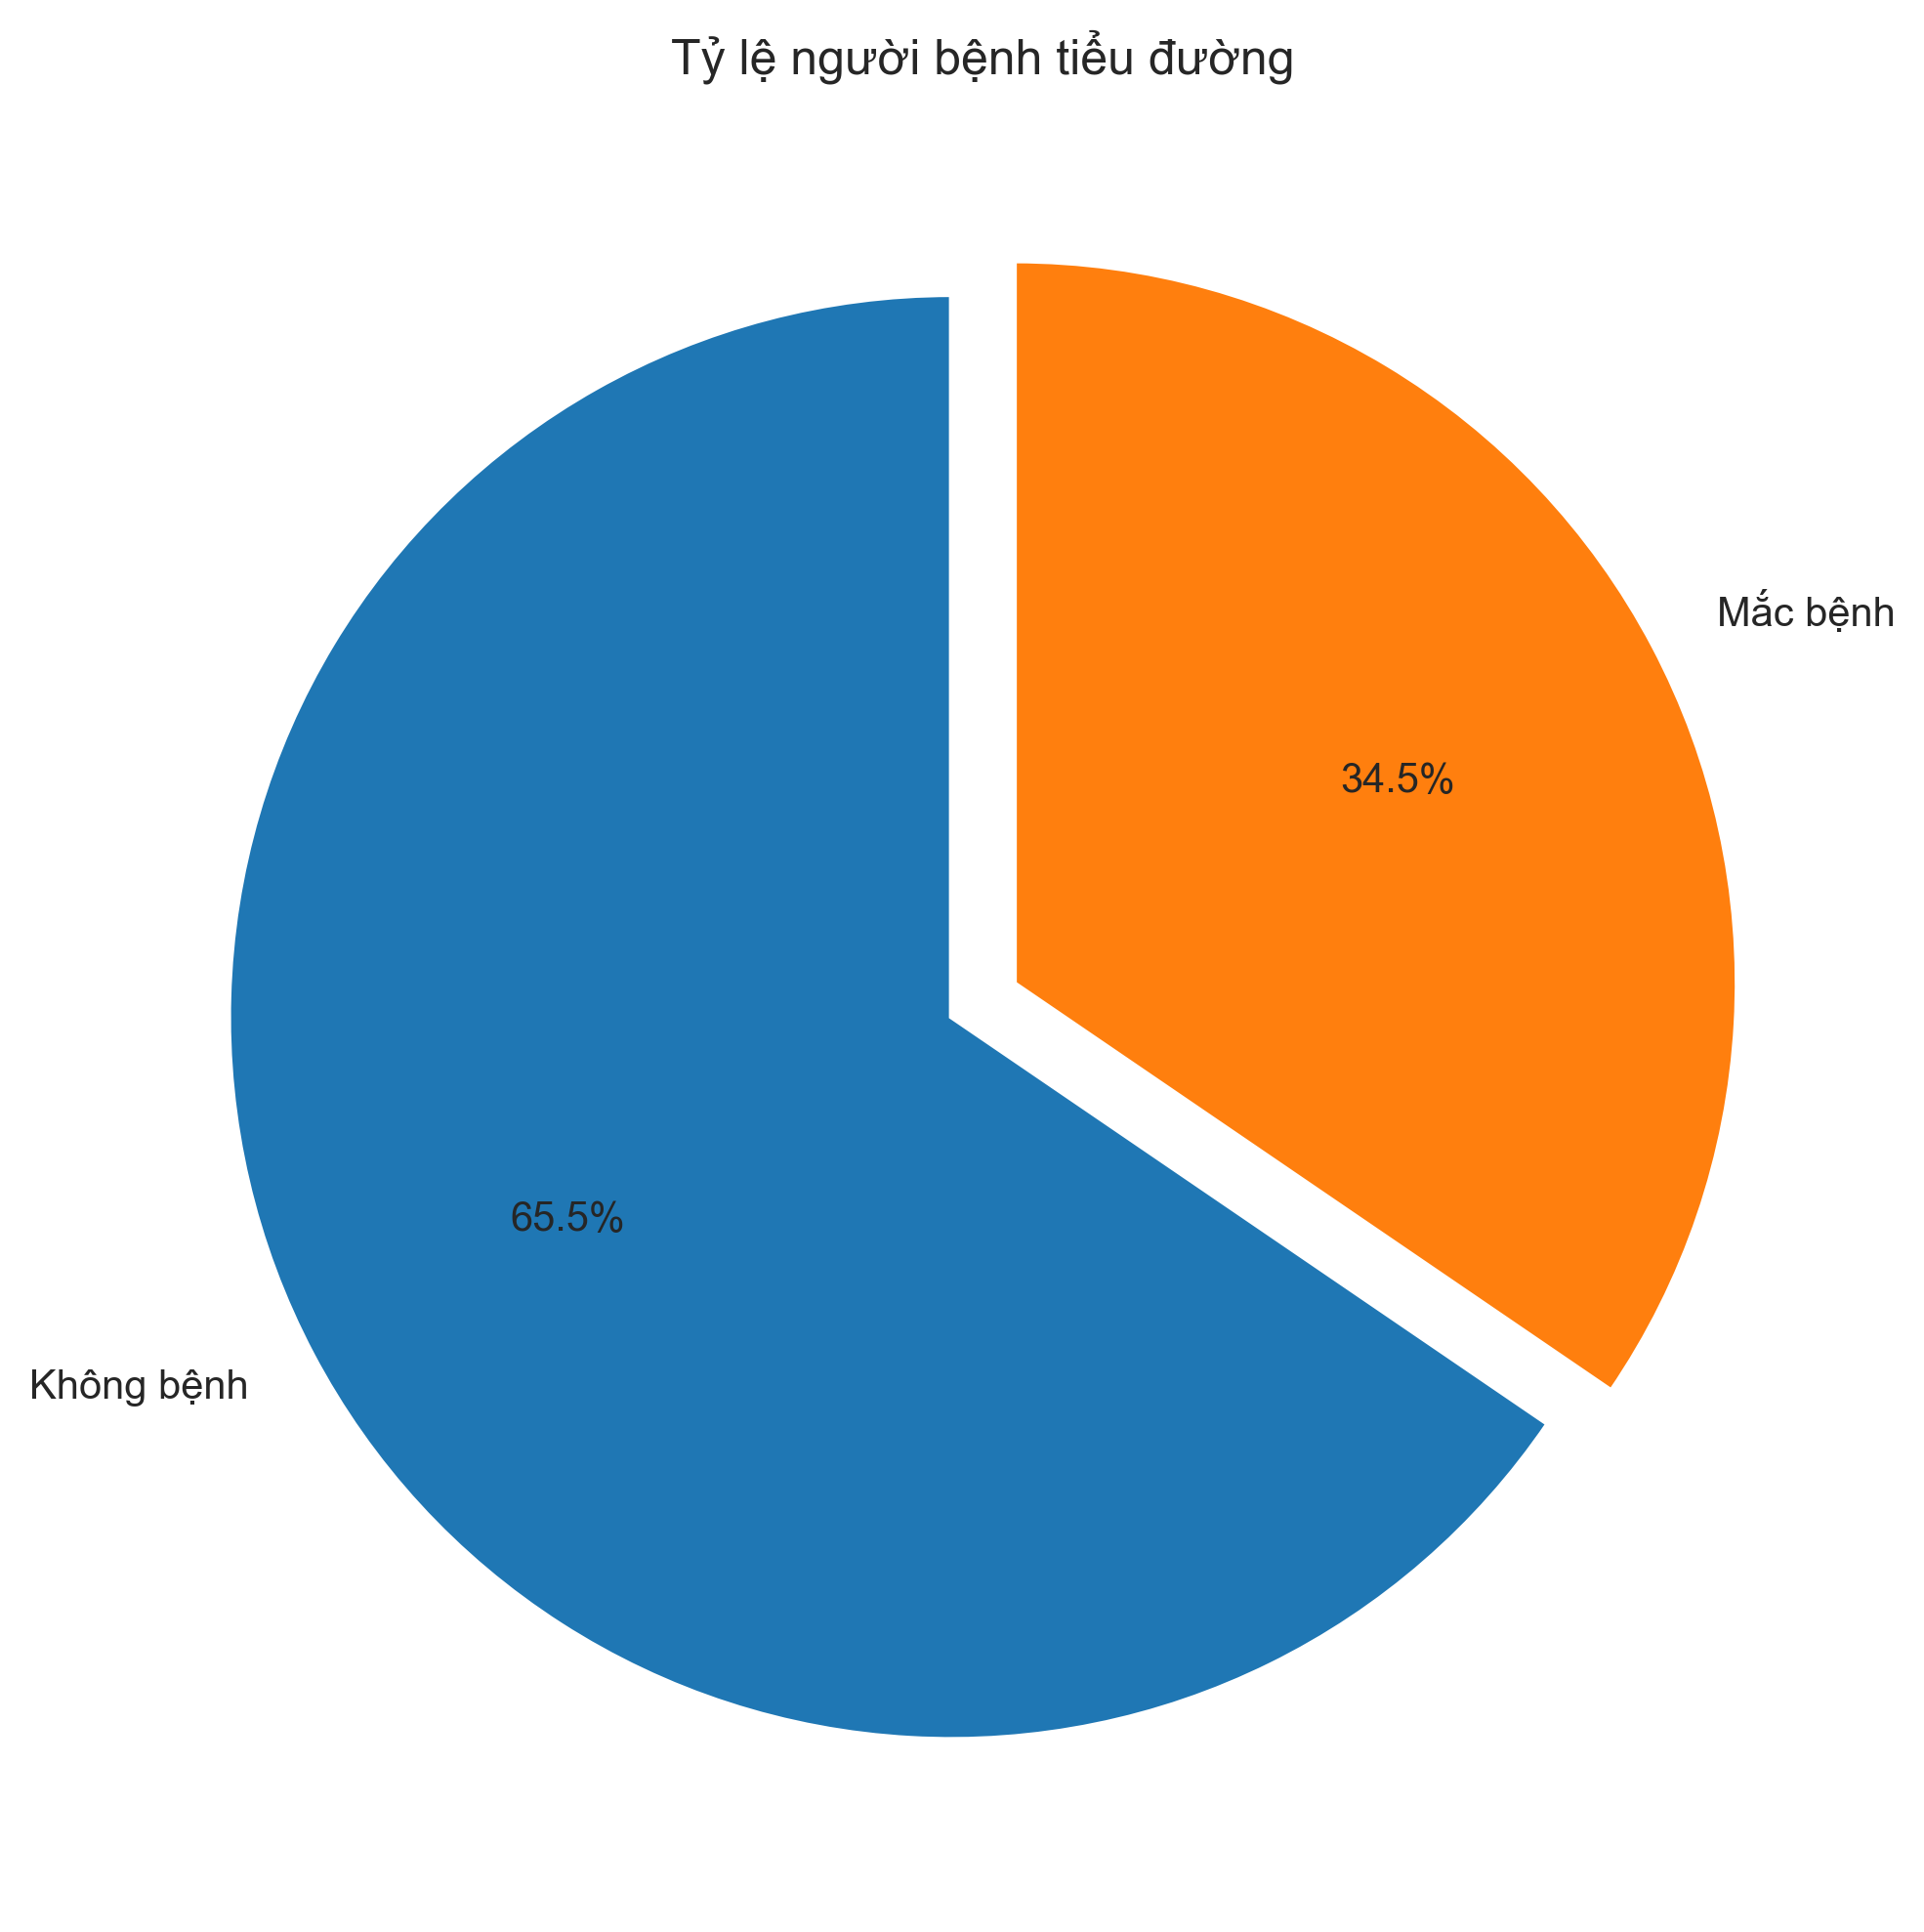 Tỷ lệ người bệnh tiểu đường
Mắc bệnh
34.5%
65.5%
Không bệnh